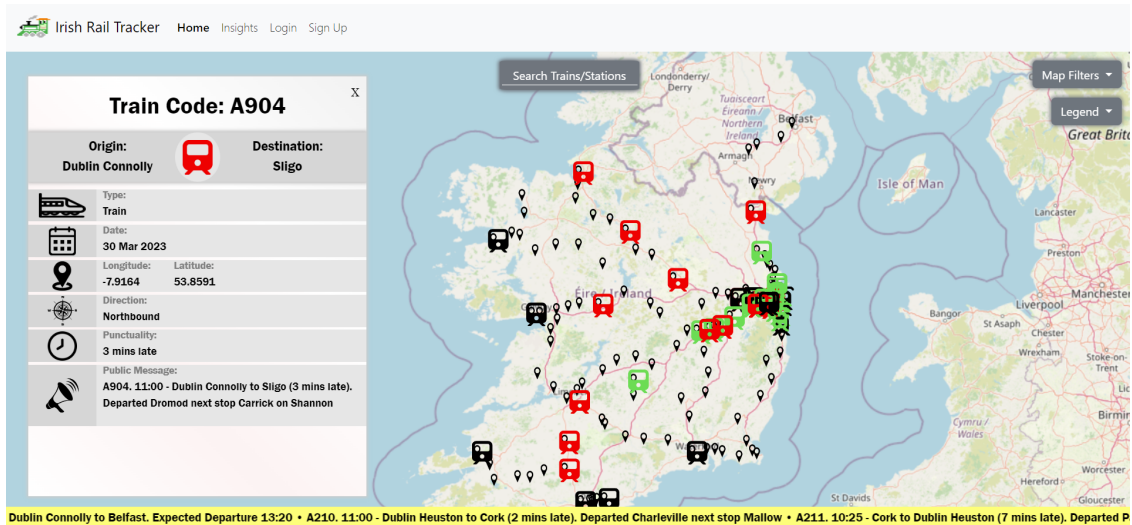 Irish Rail Tracker
Home
Insights
Login
Sign Up
X
Train Code: A904
Origin:
Dublin Connolly
Destination:
Sligo
Type:
Train
Date:
30 Mar 2023
Longitude:
-7.9164
Latitude:
53.8591
Direction:
Northbound
Punctuality:
3 mins late
Public Message:
A904. 11:00 - Dublin Connolly to Sligo (3 mins late).
Departed Dromod next stop Carrick on Shannon
Search Trains/Stations
Map Filters
Legend
Londonderry/
Derry
Tuaisceart
Éireann /
Northern
Ireland
Belfast
Armagh
Newry
Isle of Man
Great Brita
Lancaster
Preston
Éire / Ireland
Manchester
Liverpool
Bangor
St Asaph
Chester
Wrexham
Stoke-on-
Trent
Cymru /
Wales
Birmin
Worcester
Hereford
Gloucester
St Davids
Dublin Connolly to Belfast. Expected Departure 13:20 • A210. 11:00 - Dublin Heuston to Cork (2 mins late). Departed Charleville next stop Mallow • A211. 10:25 - Cork to Dublin Heuston (7 mins late). Departed P